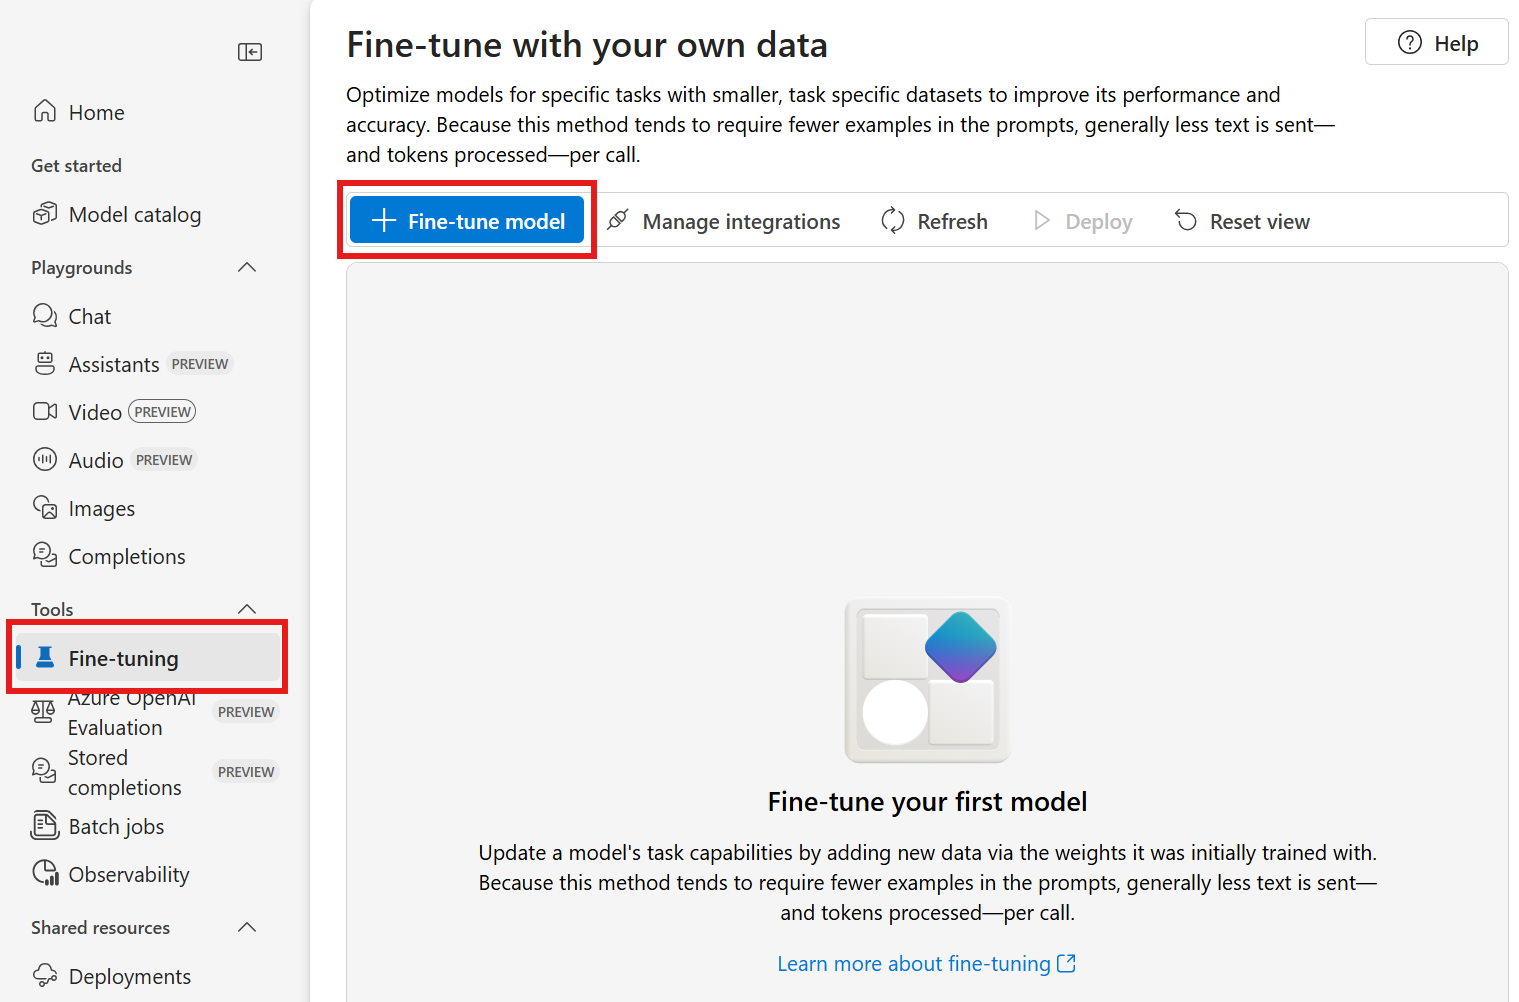 Home
Get started
Model catalog
Playgrounds
Chat
Assistants PREVIEW
Video PREVIEW
Audio PREVIEW
Images
Completions
Tools
Fine-tuning
Azure OpenAI
Evaluation PREVIEW
Stored
completions PREVIEW
Batch jobs
Observability
Shared resources
Deployments
Fine-tune with your own data
Help
Optimize models for specific tasks with smaller, task specific datasets to improve its performance and
accuracy. Because this method tends to require fewer examples in the prompts, generally less text is sent—
and tokens processed—per call.
Fine-tune model Manage integrations Refresh Deploy Reset view
Fine-tune your first model
Update a model's task capabilities by adding new data via the weights it was initially trained with.
Because this method tends to require fewer examples in the prompts, generally less text is sent—
and tokens processed—per call.
Learn more about fine-tuning